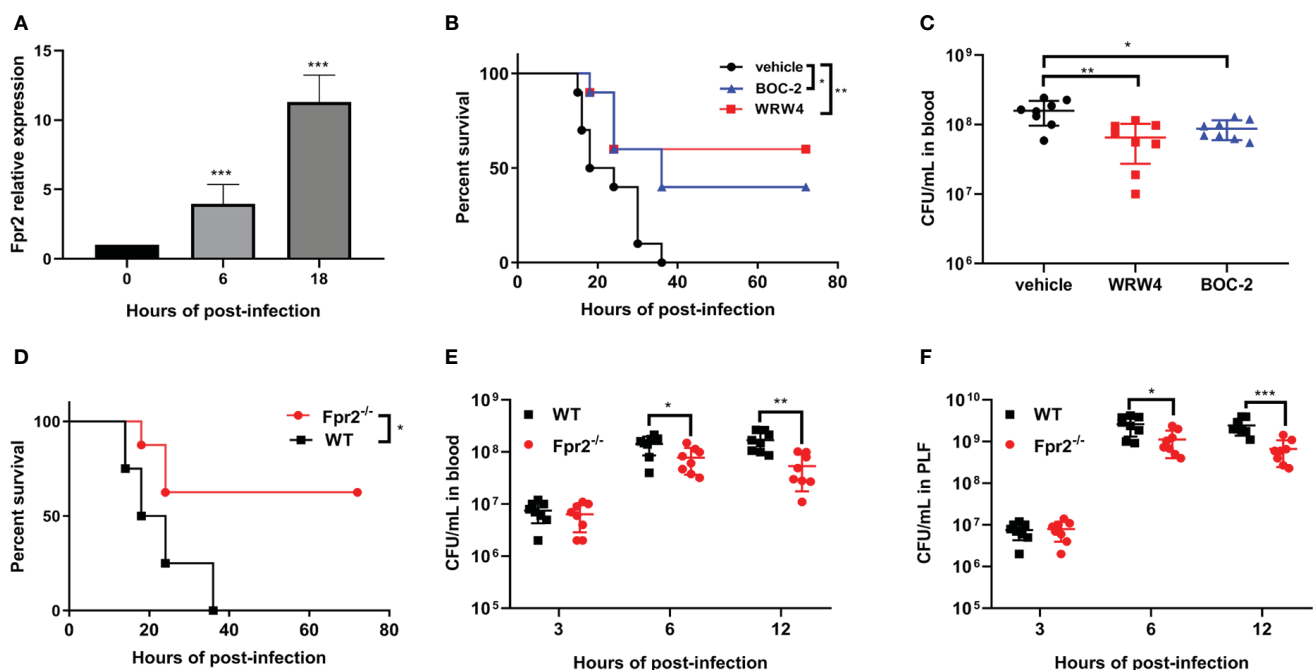 A
Fpr2 relative expression
15
10
5
0
***
***
0 6 18
Hours of post-infection
B
Percent survival
100
50
0
0 20 40 60 80
Hours of post-infection
vehicle
BOC-2
WRW4
*
**
C
CFU/mL in blood
10⁹
10⁸
10⁷
10⁶
*
**
vehicle WRW4 BOC-2
D
Percent survival
100
50
0
0 20 40 60 80
Hours of post-infection
Fpr2⁻/⁻
WT
*
E
CFU/mL in blood
10⁹
10⁸
10⁷
10⁶
10⁵
WT
Fpr2⁻/⁻
*
**
3 6 12
Hours of post-infection
F
CFU/mL in PLF
10¹⁰
10⁹
10⁸
10⁷
10⁶
10⁵
WT
Fpr2⁻/⁻
*
***
3 6 12
Hours of post-infection